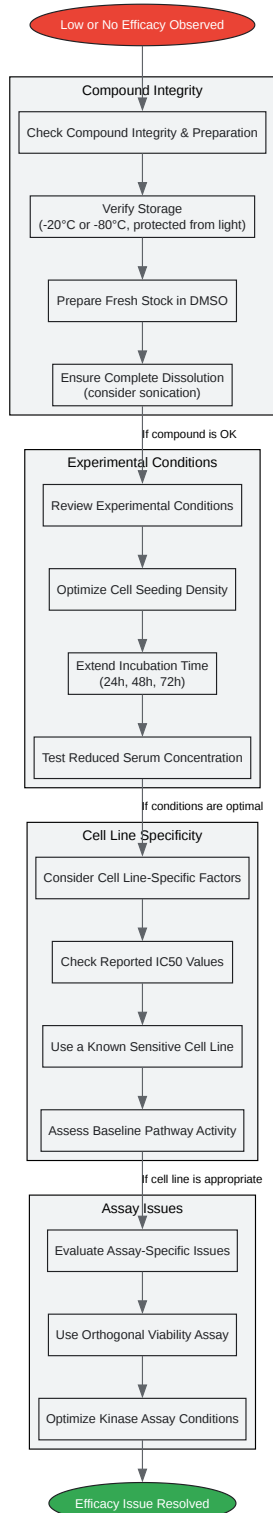 Low or No Efficacy Observed
Compound Integrity
Check Compound Integrity & Preparation
Verify Storage
(-20°C or -80°C, protected from light)
Prepare Fresh Stock in DMSO
Ensure Complete Dissolution
(consider sonication)
If compound is OK
Experimental Conditions
Review Experimental Conditions
Optimize Cell Seeding Density
Extend Incubation Time
(24h, 48h, 72h)
Test Reduced Serum Concentration
If conditions are optimal
Cell Line Specificity
Consider Cell Line-Specific Factors
Check Reported IC50 Values
Use a Known Sensitive Cell Line
Assess Baseline Pathway Activity
If cell line is appropriate
Assay Issues
Evaluate Assay-Specific Issues
Use Orthogonal Viability Assay
Optimize Kinase Assay Conditions
Efficacy Issue Resolved